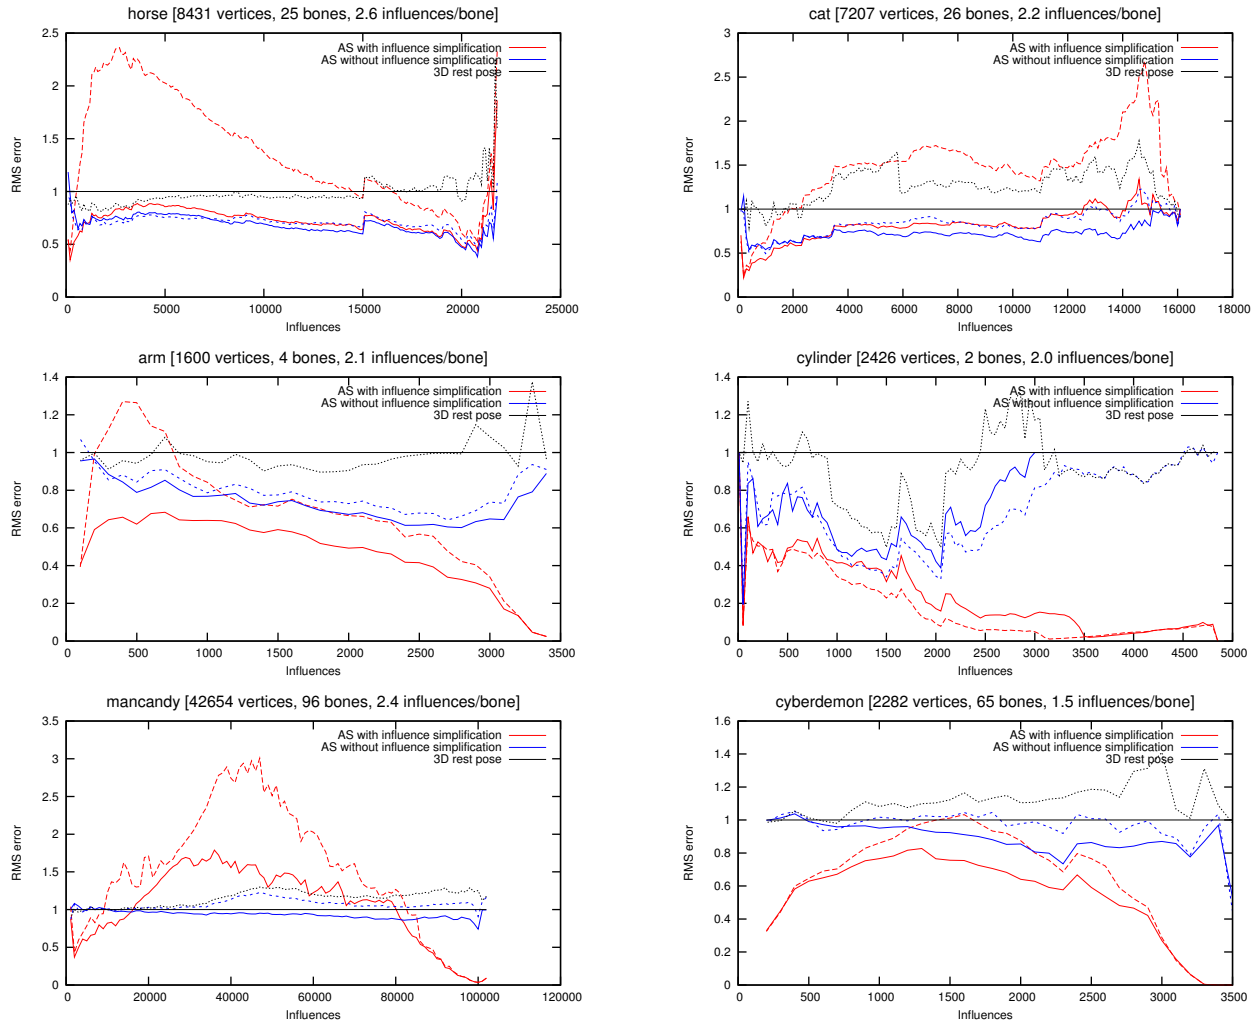 horse [8431 vertices, 25 bones, 2.6 influences/bone]
2.5
2
1.5
1
0.5
0
RMS error
AS with influence simplification
AS without influence simplification
3D rest pose
0 5000 10000 15000 20000 25000
Influences
cat [7207 vertices, 26 bones, 2.2 influences/bone]
3
2.5
2
1.5
1
0.5
0
RMS error
AS with influence simplification
AS without influence simplification
3D rest pose
0 2000 4000 6000 8000 10000 12000 14000 16000 18000
Influences
arm [1600 vertices, 4 bones, 2.1 influences/bone]
1.4
1.2
1
0.8
0.6
0.4
0.2
0
RMS error
AS with influence simplification
AS without influence simplification
3D rest pose
0 500 1000 1500 2000 2500 3000 3500
Influences
cylinder [2426 vertices, 2 bones, 2.0 influences/bone]
1.4
1.2
1
0.8
0.6
0.4
0.2
0
RMS error
AS with influence simplification
AS without influence simplification
3D rest pose
0 500 1000 1500 2000 2500 3000 3500 4000 4500 5000
Influences
mancandy [42654 vertices, 96 bones, 2.4 influences/bone]
3.5
3
2.5
2
1.5
1
0.5
0
RMS error
AS with influence simplification
AS without influence simplification
3D rest pose
0 20000 40000 60000 80000 100000 120000
Influences
cyberdemon [2282 vertices, 65 bones, 1.5 influences/bone]
1.6
1.4
1.2
1
0.8
0.6
0.4
0.2
0
RMS error
AS with influence simplification
AS without influence simplification
3D rest pose
0 500 1000 1500 2000 2500 3000 3500
Influences